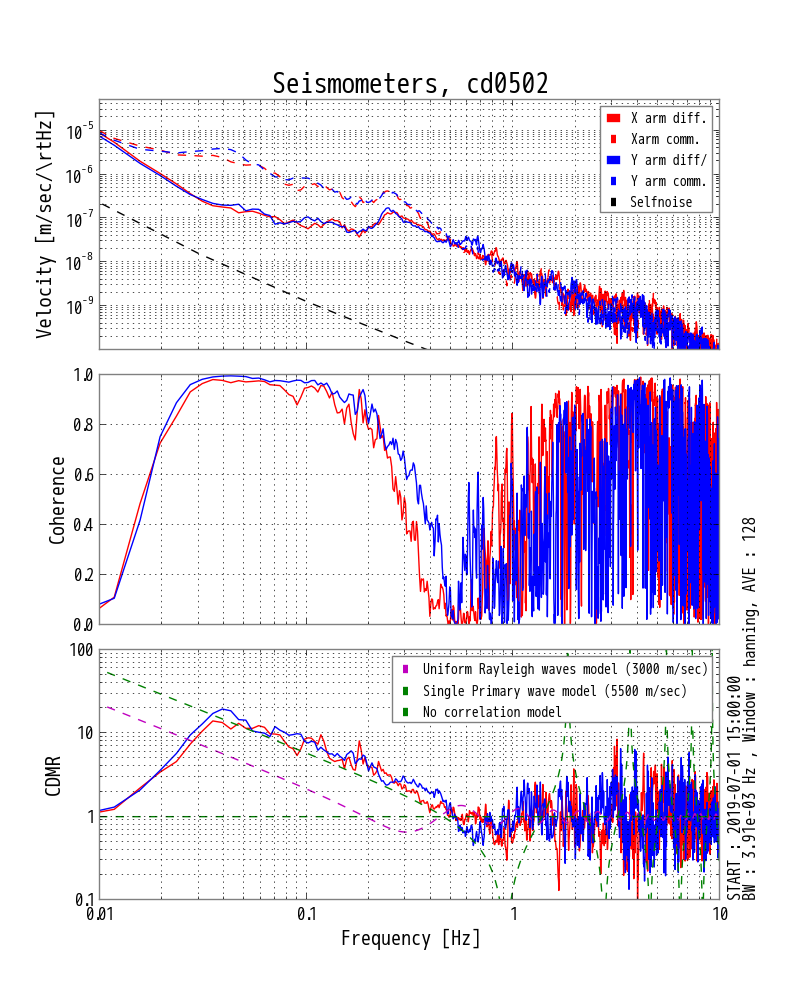 Seismometers, cd0502
Velocity [m/sec/\rtHz]
10^-5
10^-6
10^-7
10^-8
10^-9
X arm diff.
Xarm comm.
Y arm diff/
Y arm comm.
Selfnoise
Coherence
1.0
0.8
0.6
0.4
0.2
0.0
CDMR
100
10
1
0.1
Uniform Rayleigh waves model (3000 m/sec)
Single Primary wave model (5500 m/sec)
No correlation model
0.01
0.1
1
10
Frequency [Hz]
START : 2019-07-01 15:00:00
BW : 3.91e-03 Hz , Window : hanning, AVE : 128